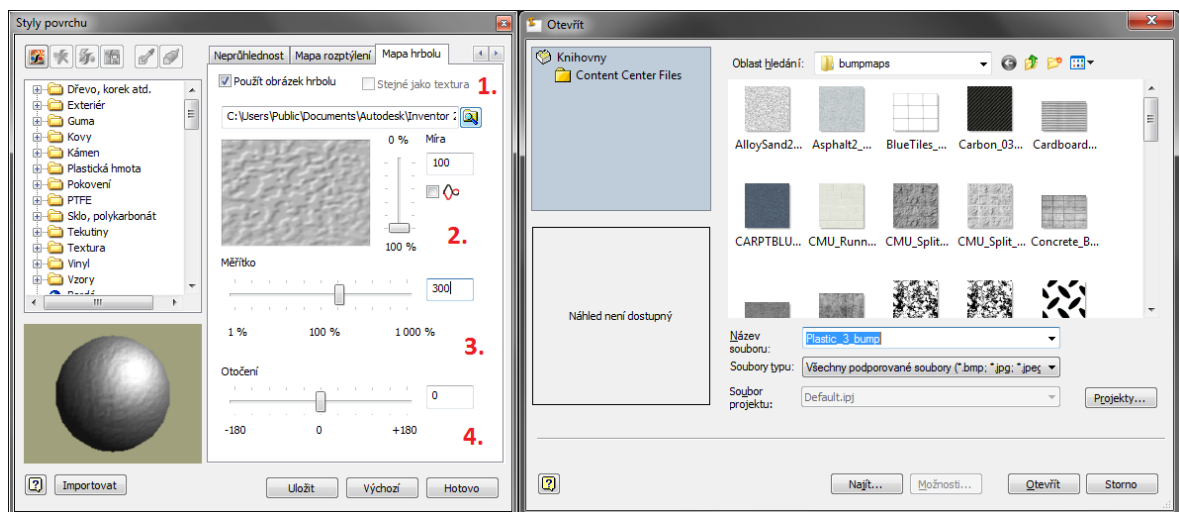 Styly povrchu
Neprůhlednost Mapa rozptýlení Mapa hrbolu
Použít obrázek hrbolu Stejné jako textura 1.
C:\Users\Public\Documents\Autodesk\Inventor 2
Dřevo, korek atd.
Exteriér
Guma
Kovy
Kámen
Plastická hmota
Pokovení
PTFE
Sklo, polykarbonát
Tekutiny
Textura
Vinyl
Vzory
0 % Míra
100
100 %
2.
Měřítko
300
1 % 100 % 1 000 %
3.
Otočení
0
-180 0 +180
4.
Importovat Uložit Výchozí Hotovo
Otevřít
Knihovny
Content Center Files
Náhled není dostupný
Oblast hledání: bumpmaps
AlloySand2... Asphalt2_... BlueTiles_... Carbon_03... Cardboard...
CARPTBLU... CMU_Runn... CMU_Split... CMU_Split_... Concrete_B...
Název souboru: Plastic_3_bump
Soubory typu: Všechny podporované soubory (*.bmp; *.jpg; *.jpeg
Soubor projektu: Default.ipj Projekty...
Najít... Možnosti... Otevřít Storno